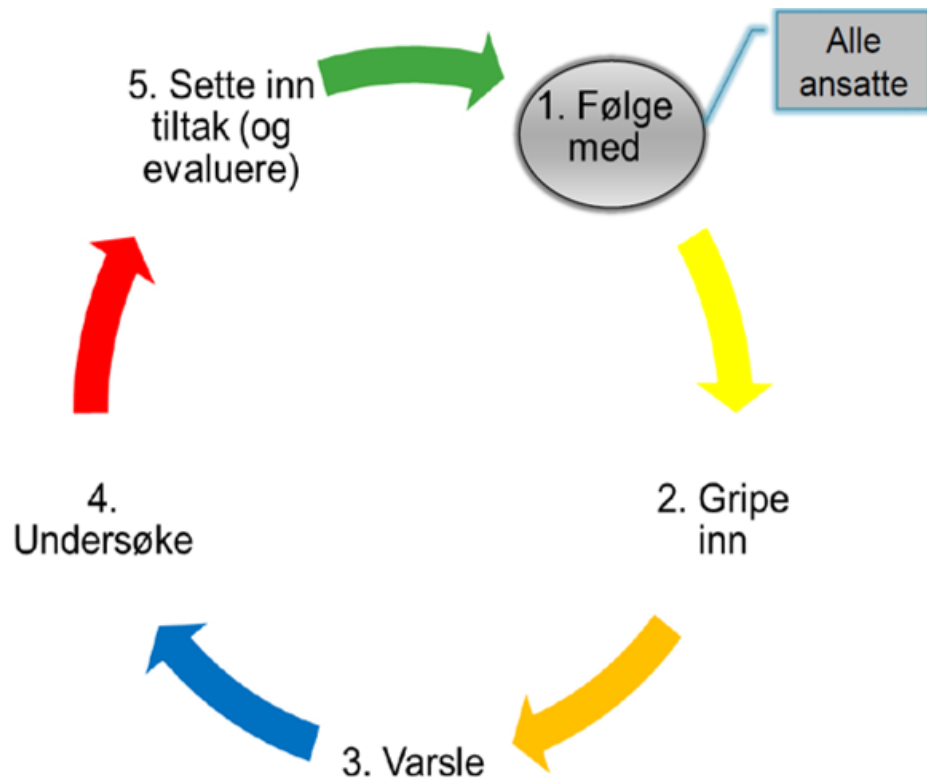 Alle
ansatte
1. Følge
med
2. Gripe
inn
3. Varsle
4.
Undersøke
5. Sette inn
tiltak (og
evaluere)